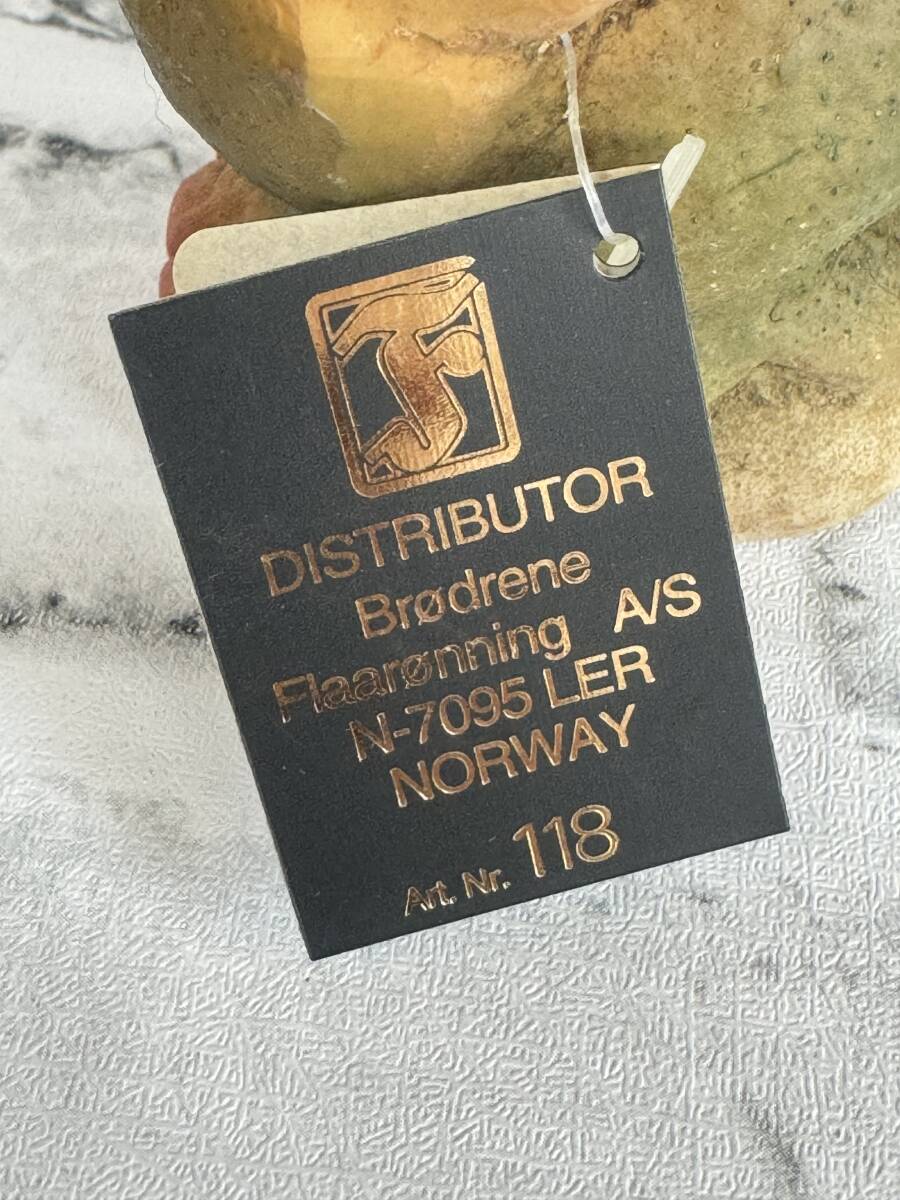 DISTRIBUTOR
Brødrene
Flaarønning A/S
N-7095 LER
NORWAY
Art. Nr. 118